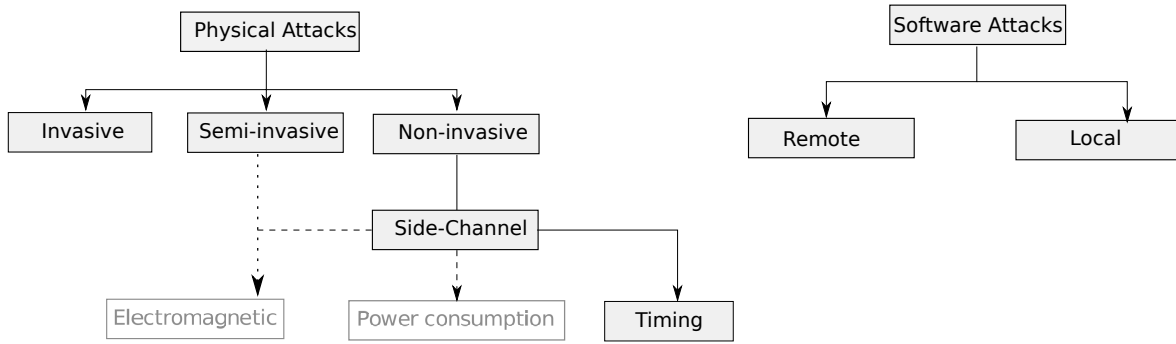 Physical Attacks
Software Attacks
Invasive
Semi-invasive
Non-invasive
Remote
Local
Side-Channel
Electromagnetic
Power consumption
Timing